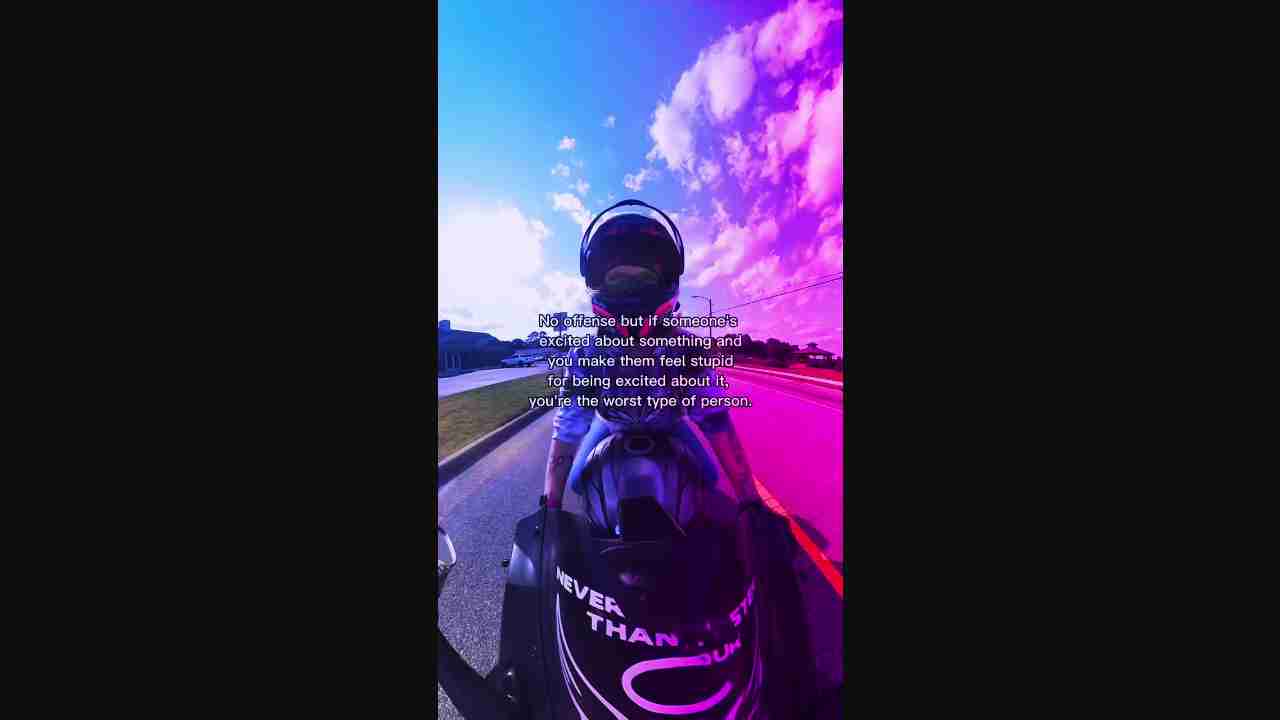 No offense but if someone's
excited about something and
you make them feel stupid
for being excited about it,
you're the worst type of person.
NEVER
THAN